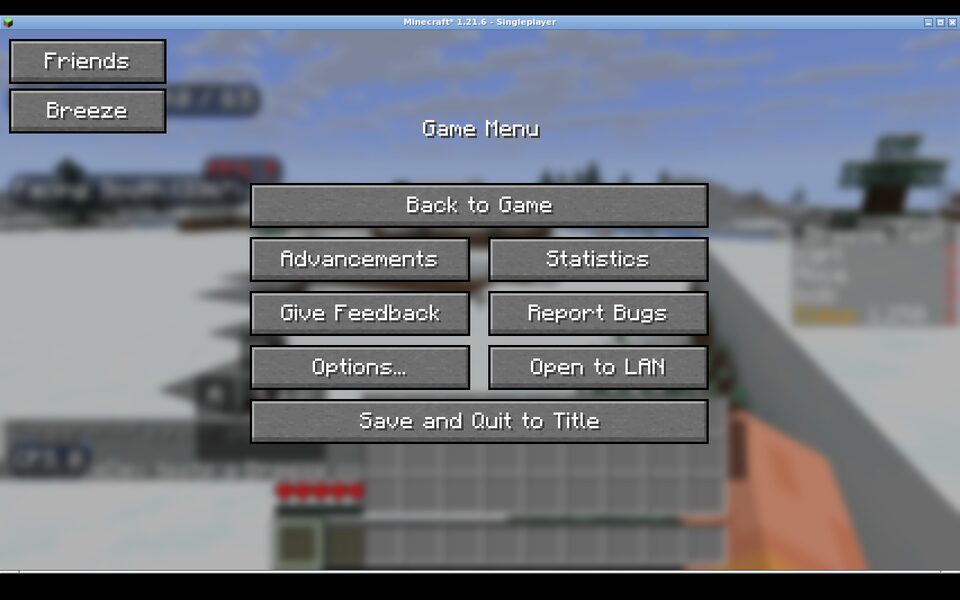 Minecraft* 1.21.6 - Singleplayer
Friends
Breeze
Game Menu
Back to Game
Advancements
Statistics
Give Feedback
Report Bugs
Options...
Open to LAN
Save and Quit to Title